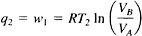 q₂ = w₁ = RT₂ ln(V_B/V_A)